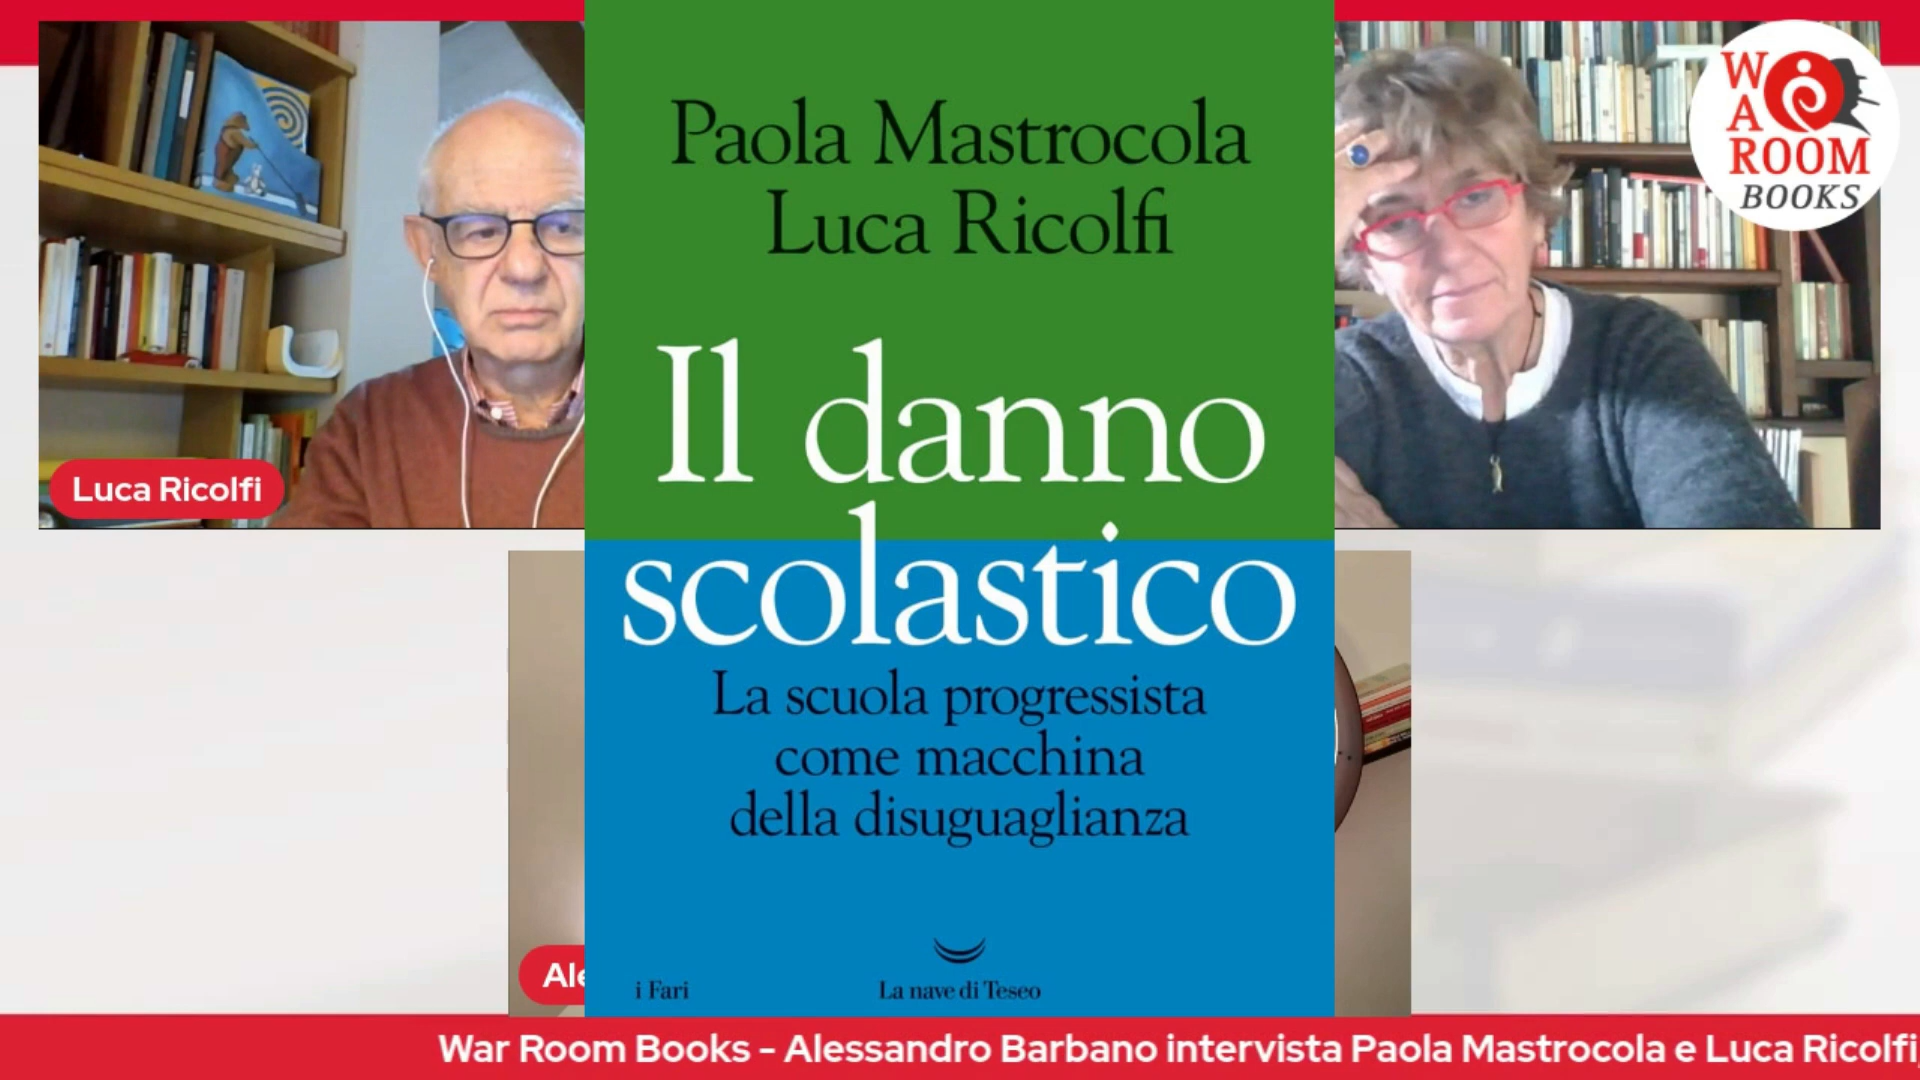 Paola Mastrocola
Luca Ricolfi
Il danno
scolastico
La scuola progressista
come macchina
della disuguaglianza
i Fari
La nave di Teseo
Luca Ricolfi
Ale
W
A
ROOM
BOOKS
War Room Books - Alessandro Barbano intervista Paola Mastrocola e Luca Ricolfi,